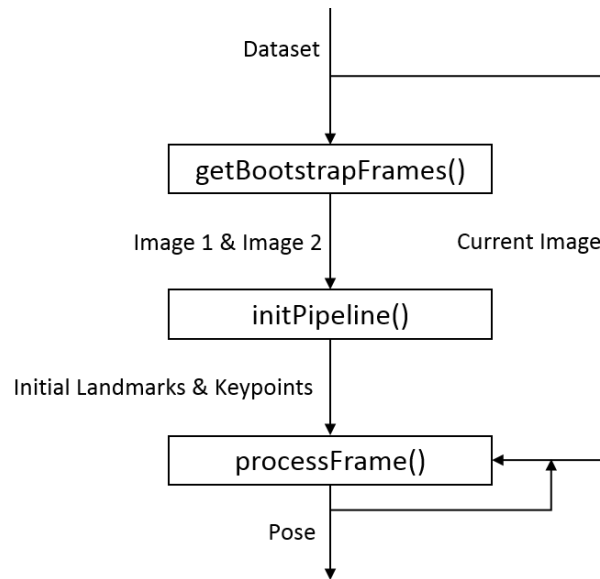 Dataset
getBootstrapFrames()
Image 1 & Image 2
Current Image
initPipeline()
Initial Landmarks & Keypoints
processFrame()
Pose